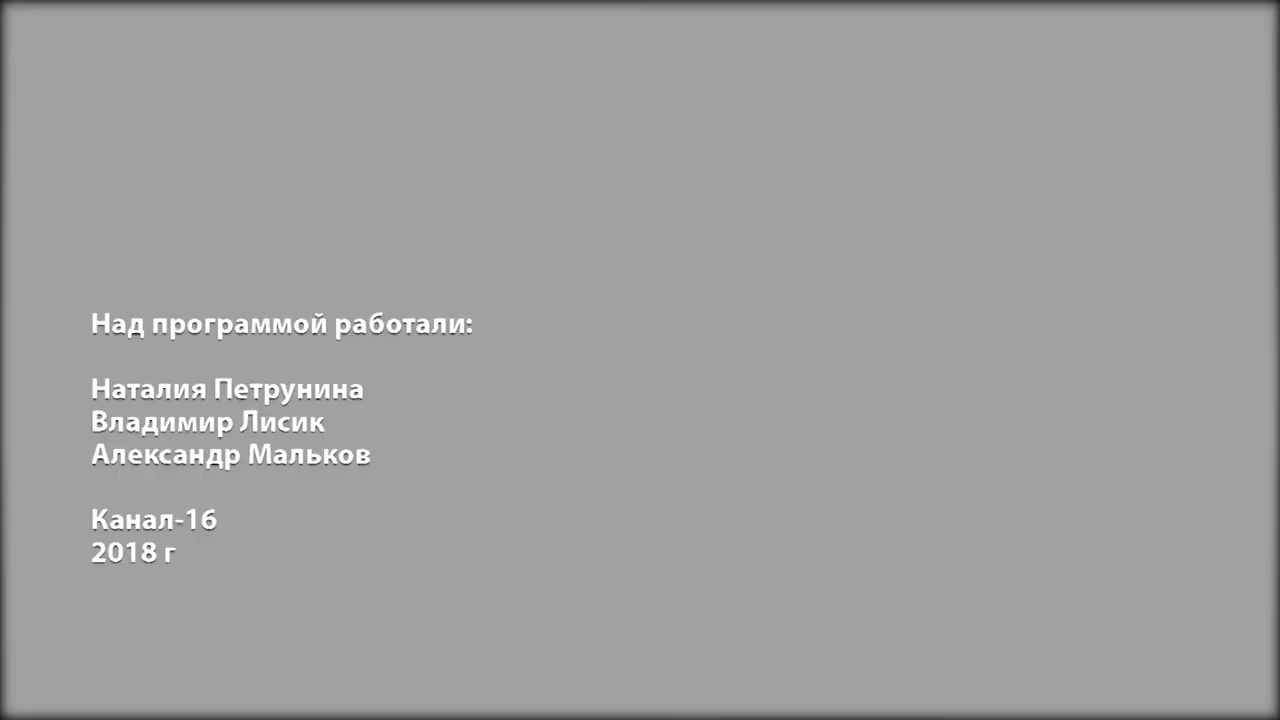 Над программой работали:
Наталия Петрунина
Владимир Лисик
Александр Мальков
Канал-16
2018 г